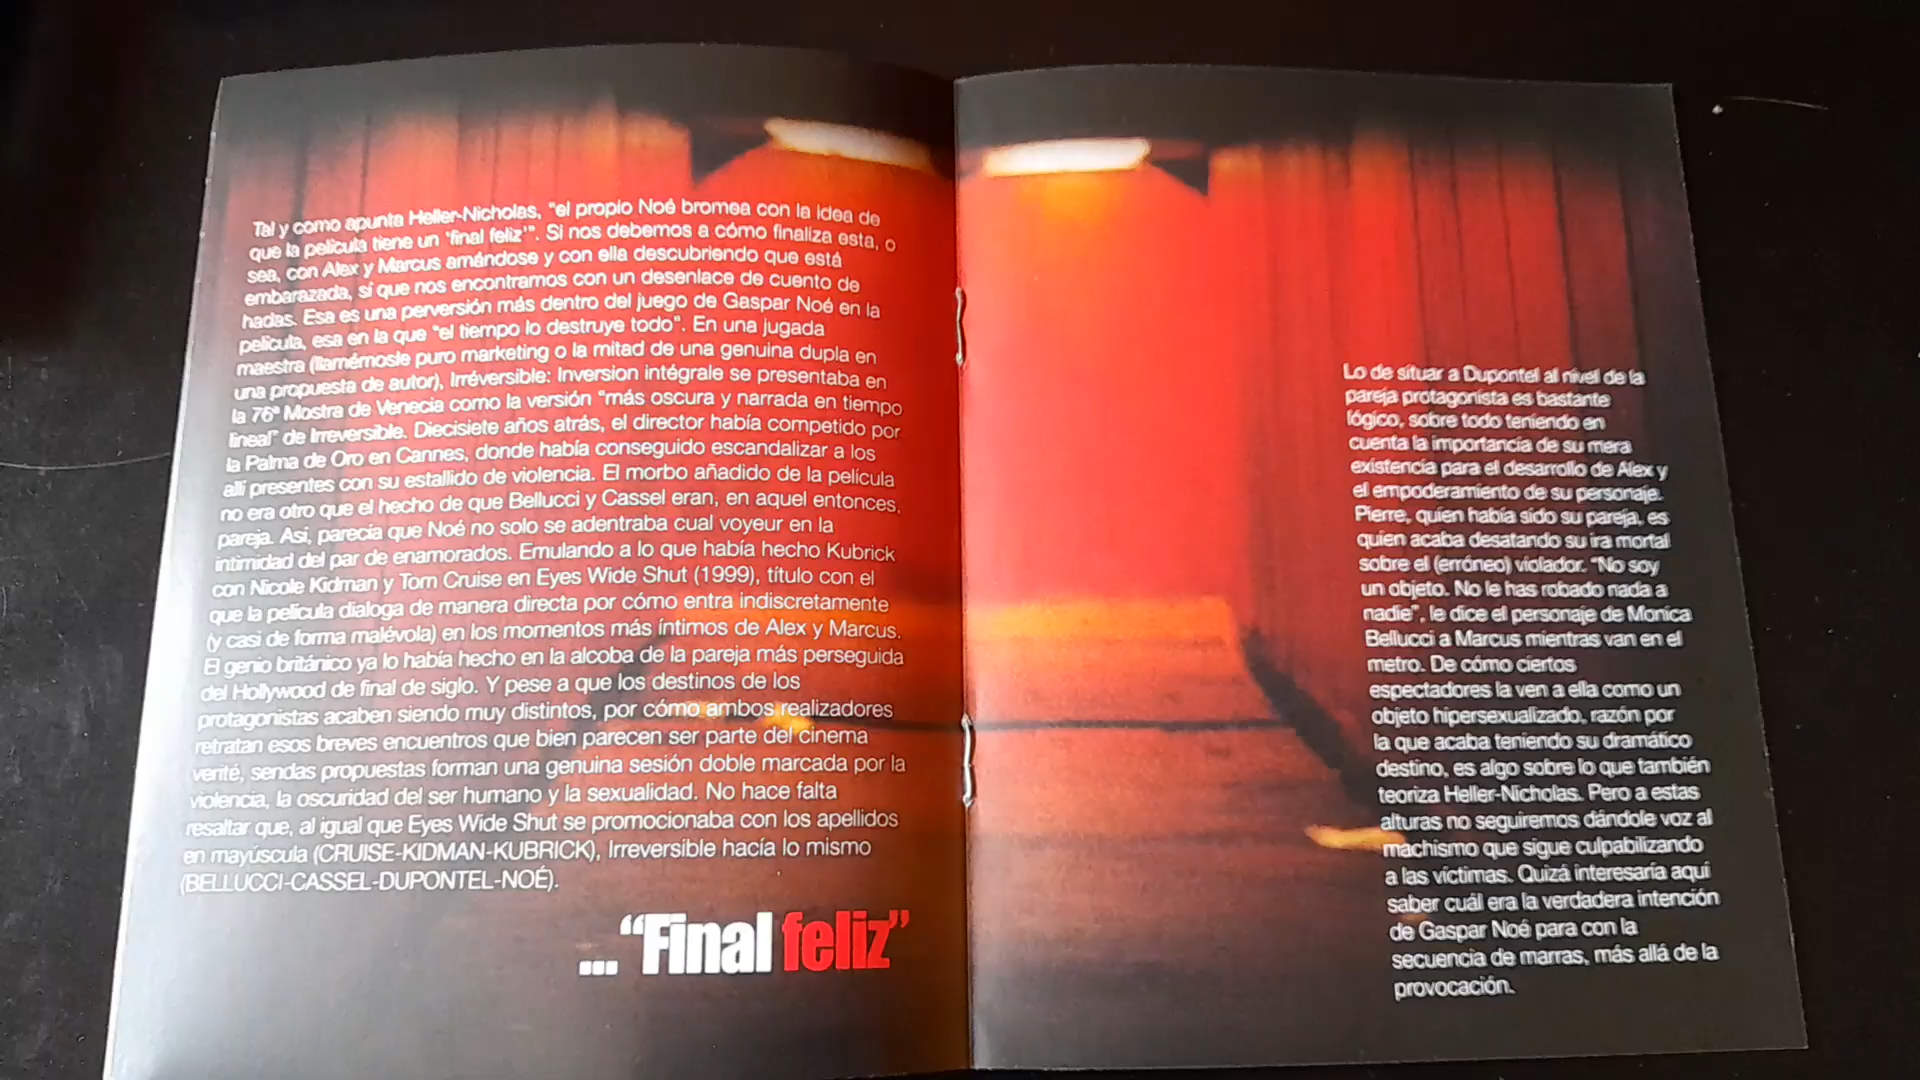 Tal y como apunta Heller-Nicholas, “el propio Noé bromea con la idea de
que la película tiene un ‘final feliz’”. Si nos debemos a cómo finaliza esta, o
sea, con Alex y Marcus amándose y con ella descubriendo que está
embarazada, sí que nos encontramos con un desenlace de cuento de
hadas. Esa es una perversión más dentro del juego de Gaspar Noé en la
película, esa en la que “el tiempo lo destruye todo”. En una jugada
maestra (llamémosle puro marketing o la mitad de una genuina dupla en
una propuesta de autor), Irréversible: Inversion intégrale se presentaba en
la 76ª Mostra de Venecia como la versión “más oscura y narrada en tiempo
lineal” de Irreversible. Diecisiete años atrás, el director había competido por
la Palma de Oro en Cannes, donde había conseguido escandalizar a los
allí presentes con su estallido de violencia. El morbo añadido de la película
no era otro que el hecho de que Bellucci y Cassel eran, en aquel entonces,
pareja. Así, parecía que Noé no solo se adentraba cual voyeur en la
intimidad del par de enamorados. Emulando a lo que había hecho Kubrick
con Nicole Kidman y Tom Cruise en Eyes Wide Shut (1999), título con el
que la película dialoga de manera directa por cómo entra indiscretamente
(y casi de forma malévola) en los momentos más íntimos de Alex y Marcus.
El genio británico ya lo había hecho en la alcoba de la pareja más perseguida
del Hollywood de final de siglo. Y pese a que los destinos de los
protagonistas acaben siendo muy distintos, por cómo ambos realizadores
retratan esos breves encuentros que bien parecen ser parte del cinema
verité, sendas propuestas forman una genuina sesión doble marcada por la
violencia, la oscuridad del ser humano y la sexualidad. No hace falta
resaltar que, al igual que Eyes Wide Shut se promocionaba con los apellidos
en mayúscula (CRUISE-KIDMAN-KUBRICK), Irreversible hacía lo mismo
(BELLUCCI-CASSEL-DUPONTEL-NOÉ).
... “Final feliz”
Lo de situar a Dupontel al nivel de la
pareja protagonista es bastante
lógico, sobre todo teniendo en
cuenta la importancia de su mera
existencia para el desarrollo de Alex y
el empoderamiento de su personaje.
Pierre, quien había sido su pareja, es
quien acaba desatando su ira mortal
sobre el (erróneo) violador. “No soy
un objeto. No le has robado nada a
nadie”, le dice el personaje de Monica
Bellucci a Marcus mientras van en el
metro. De cómo ciertos
espectadores la ven a ella como un
objeto hipersexualizado, razón por
la que acaba teniendo su dramático
destino, es algo sobre lo que también
teoriza Heller-Nicholas. Pero a estas
alturas no seguiremos dándole voz al
machismo que sigue culpabilizando
a las víctimas. Quizá interesaría aquí
saber cuál era la verdadera intención
de Gaspar Noé para con la
secuencia de marras, más allá de la
provocación.